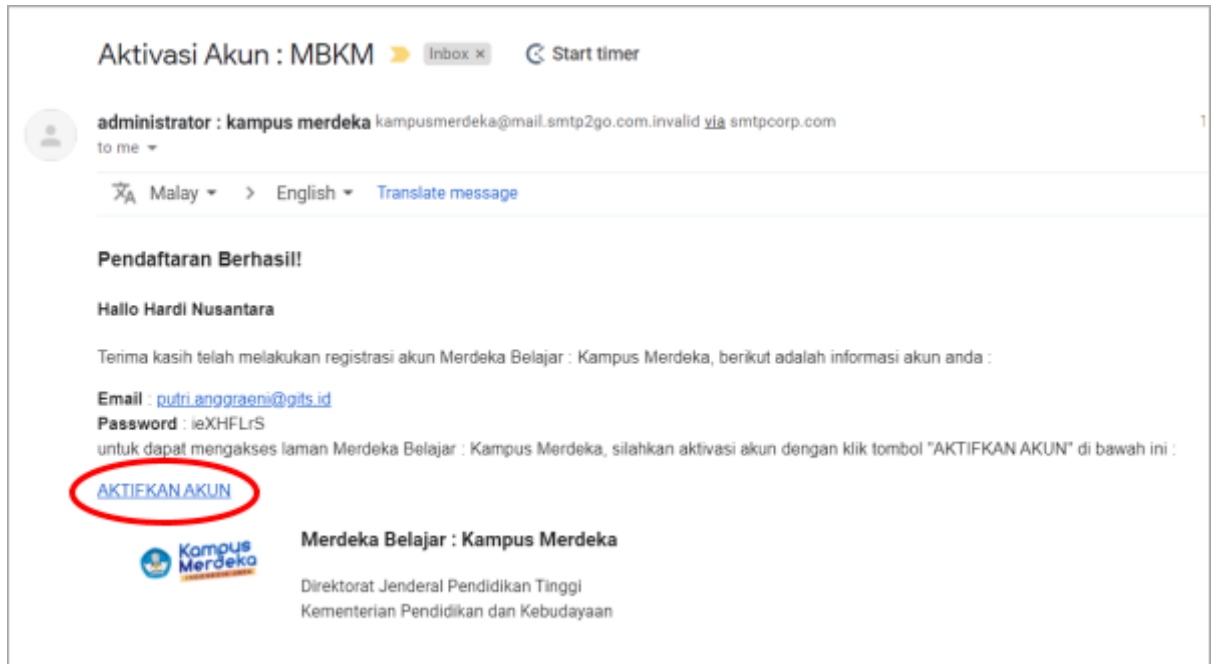 Aktivasi Akun : MBKM Inbox × Start timer
administrator : kampus merdeka kampusmerdeka@mail.smtp2go.com.invalid via smtpcorp.com 1
to me
Malay > English Translate message
Pendaftaran Berhasil!
Hallo Hardi Nusantara
Terima kasih telah melakukan registrasi akun Merdeka Belajar : Kampus Merdeka, berikut adalah informasi akun anda :
Email : putri.anggraeni@gits.id
Password : ieXHFLrS
untuk dapat mengakses laman Merdeka Belajar : Kampus Merdeka, silahkan aktivasi akun dengan klik tombol "AKTIFKAN AKUN" di bawah ini :
AKTIFKAN AKUN
Kampus
Merdeka
Merdeka Belajar : Kampus Merdeka
Direktorat Jenderal Pendidikan Tinggi
Kementerian Pendidikan dan Kebudayaan